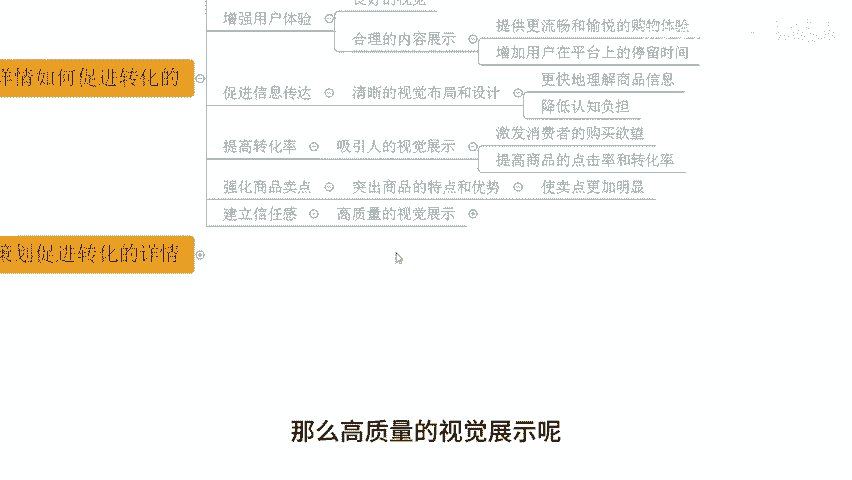 良好的视觉
增强用户体验
合理的内容展示
提供更流畅和愉悦的购物体验
增加用户在平台上的停留时间
详情如何促进转化的
促进信息传达
清晰的视觉布局和设计
更快地理解商品信息
降低认知负担
提高转化率
吸引人的视觉展示
激发消费者的购买欲望
提高商品的点击率和转化率
强化商品卖点
突出商品的特点和优势
使卖点更加明显
建立信任感
高质量的视觉展示
策划促进转化的详情
那么高质量的视觉展示呢